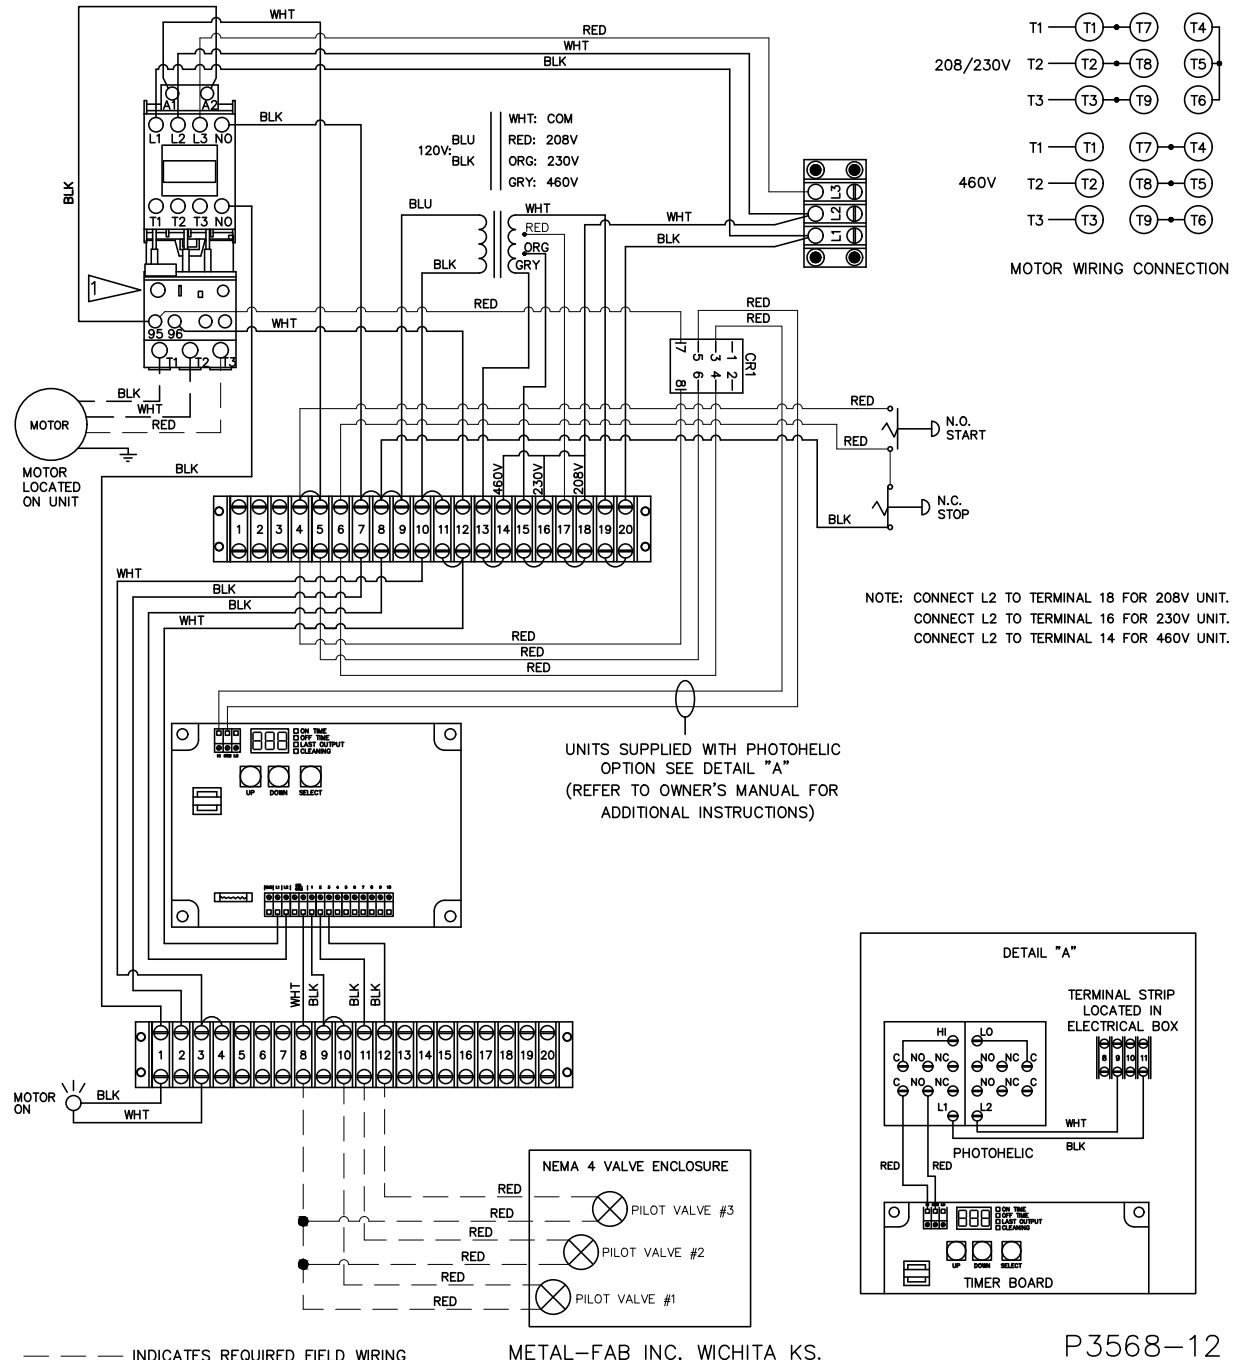 WHT
RED
WHT
BLK
A1 A2
L1 L2 L3 NO
BLK
BLK
T1 T2 T3 NO
1
95 96
T1 T2 T3
120V:
BLU
BLK
WHT: COM
RED: 208V
ORG: 230V
GRY: 460V
BLU
BLK
WHT
RED
ORG
GRY
WHT
BLK
L3
L2
L1
208/230V
T1 T1 T7 T4
T2 T2 T8 T5
T3 T3 T9 T6
460V
T1 T1 T7 T4
T2 T2 T8 T5
T3 T3 T9 T6
MOTOR WIRING CONNECTION
RED
WHT
RED
RED
7 5 3 1
8 6 4 2
CR1
MOTOR
BLK
WHT
RED
MOTOR
LOCATED
ON UNIT
BLK
RED
RED
N.O.
START
N.C.
STOP
BLK
460V
230V
208V
1 2 3 4 5 6 7 8 9 10 11 12 13 14 15 16 17 18 19 20
WHT
BLK
BLK
WHT
RED
RED
RED
NOTE: CONNECT L2 TO TERMINAL 18 FOR 208V UNIT.
CONNECT L2 TO TERMINAL 16 FOR 230V UNIT.
CONNECT L2 TO TERMINAL 14 FOR 460V UNIT.
UNITS SUPPLIED WITH PHOTOHELIC
OPTION SEE DETAIL "A"
(REFER TO OWNER'S MANUAL FOR
ADDITIONAL INSTRUCTIONS)
ON TIME
OFF TIME
LAST OUTPUT
CLEANING
UP DOWN SELECT
WHT
BLK
BLK
BLK
1 2 3 4 5 6 7 8 9 10 11 12 13 14 15 16 17 18 19 20
MOTOR
ON
BLK
WHT
NEMA 4 VALVE ENCLOSURE
RED
RED
PILOT VALVE #3
RED
RED
PILOT VALVE #2
RED
RED
PILOT VALVE #1
DETAIL "A"
TERMINAL STRIP
LOCATED IN
ELECTRICAL BOX
8 9 10 11
HI LO
C NO NC NO NC C
C NO NC NO NC C
L1 L2
WHT
BLK
PHOTOHELIC
RED RED
ON TIME
OFF TIME
LAST OUTPUT
CLEANING
UP DOWN SELECT
TIMER BOARD
INDICATES REQUIRED FIELD WIRING
METAL-FAB INC, WICHITA KS.
P3568-12